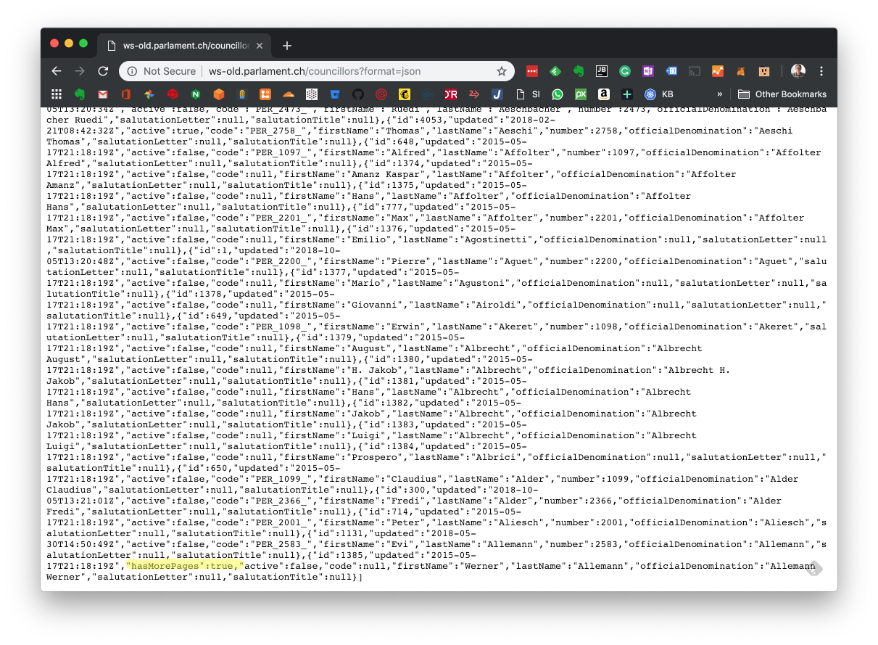 ws-old.parlament.ch/councillor
Not Secure | ws-old.parlament.ch/councillors?format=json
KB » Other Bookmarks
05T13:20:34Z","active":false,"code":"PER_2473_","firstName":"Ruedi","lastName":"Aeschbacher","number":2473,"officialDenomination":"Aeschba
cher Ruedi","salutationLetter":null,"salutationTitle":null},{"id":4053,"updated":"2018-02-
21T08:42:32Z","active":true,"code":"PER_2758_","firstName":"Thomas","lastName":"Aeschi","number":2758,"officialDenomination":"Aeschi
Thomas","salutationLetter":null,"salutationTitle":null},{"id":648,"updated":"2015-05-
17T21:18:19Z","active":false,"code":"PER_1097_","firstName":"Alfred","lastName":"Affolter","number":1097,"officialDenomination":"Affolter
Alfred","salutationLetter":null,"salutationTitle":null},{"id":1374,"updated":"2015-05-
17T21:18:19Z","active":false,"code":null,"firstName":"Amanz Kaspar","lastName":"Affolter","officialDenomination":"Affolter
Amanz","salutationLetter":null,"salutationTitle":null},{"id":1375,"updated":"2015-05-
17T21:18:19Z","active":false,"code":null,"firstName":"Hans","lastName":"Affolter","officialDenomination":"Affolter
Hans","salutationLetter":null,"salutationTitle":null},{"id":777,"updated":"2015-05-
17T21:18:19Z","active":false,"code":"PER_2201_","firstName":"Max","lastName":"Affolter","number":2201,"officialDenomination":"Affolter
Max","salutationLetter":null,"salutationTitle":null},{"id":1376,"updated":"2015-05-
17T21:18:19Z","active":false,"code":null,"firstName":"Emilio","lastName":"Agostinetti","officialDenomination":null,"salutationLetter":null
,"salutationTitle":null},{"id":1,"updated":"2018-10-
05T13:20:48Z","active":false,"code":"PER_2200_","firstName":"Pierre","lastName":"Aguet","number":2200,"officialDenomination":"Aguet","salu
tationLetter":null,"salutationTitle":null},{"id":1377,"updated":"2015-05-
17T21:18:19Z","active":false,"code":null,"firstName":"Mario","lastName":"Agustoni","officialDenomination":null,"salutationLetter":null,"sa
lutationTitle":null},{"id":1378,"updated":"2015-05-
17T21:18:19Z","active":false,"code":null,"firstName":"Giovanni","lastName":"Airoldi","officialDenomination":null,"salutationLetter":null,"
salutationTitle":null},{"id":649,"updated":"2015-05-
17T21:18:19Z","active":false,"code":"PER_1098_","firstName":"Erwin","lastName":"Akeret","number":1098,"officialDenomination":"Akeret","sal
utationLetter":null,"salutationTitle":null},{"id":1379,"updated":"2015-05-
17T21:18:19Z","active":false,"code":null,"firstName":"August","lastName":"Albrecht","officialDenomination":"Albrecht
August","salutationLetter":null,"salutationTitle":null},{"id":1380,"updated":"2015-05-
17T21:18:19Z","active":false,"code":null,"firstName":"H. Jakob","lastName":"Albrecht","officialDenomination":"Albrecht H.
Jakob","salutationLetter":null,"salutationTitle":null},{"id":1381,"updated":"2015-05-
17T21:18:19Z","active":false,"code":null,"firstName":"Hans","lastName":"Albrecht","officialDenomination":"Albrecht
Hans","salutationLetter":null,"salutationTitle":null},{"id":1382,"updated":"2015-05-
17T21:18:19Z","active":false,"code":null,"firstName":"Jakob","lastName":"Albrecht","officialDenomination":"Albrecht
Jakob","salutationLetter":null,"salutationTitle":null},{"id":1383,"updated":"2015-05-
17T21:18:19Z","active":false,"code":null,"firstName":"Luigi","lastName":"Albrecht","officialDenomination":"Albrecht
Luigi","salutationLetter":null,"salutationTitle":null},{"id":1384,"updated":"2015-05-
17T21:18:19Z","active":false,"code":null,"firstName":"Prospero","lastName":"Albrici","officialDenomination":null,"salutationLetter":null,"
salutationTitle":null},{"id":650,"updated":"2015-05-
17T21:18:19Z","active":false,"code":"PER_1099_","firstName":"Claudius","lastName":"Alder","number":1099,"officialDenomination":"Alder
Claudius","salutationLetter":null,"salutationTitle":null},{"id":300,"updated":"2018-10-
05T13:21:01Z","active":false,"code":"PER_2366_","firstName":"Fredi","lastName":"Alder","number":2366,"officialDenomination":"Alder
Fredi","salutationLetter":null,"salutationTitle":null},{"id":714,"updated":"2015-05-
17T21:18:19Z","active":false,"code":"PER_2001_","firstName":"Peter","lastName":"Aliesch","number":2001,"officialDenomination":"Aliesch","s
alutationLetter":null,"salutationTitle":null},{"id":1131,"updated":"2018-05-
30T14:50:49Z","active":false,"code":"PER_2583_","firstName":"Evi","lastName":"Allemann","number":2583,"officialDenomination":"Allemann","s
alutationLetter":null,"salutationTitle":null},{"id":1385,"updated":"2015-05-
17T21:18:19Z","hasMorePages":true,"active":false,"code":null,"firstName":"Werner","lastName":"Allemann","officialDenomination":"Allemann
Werner","salutationLetter":null,"salutationTitle":null}]